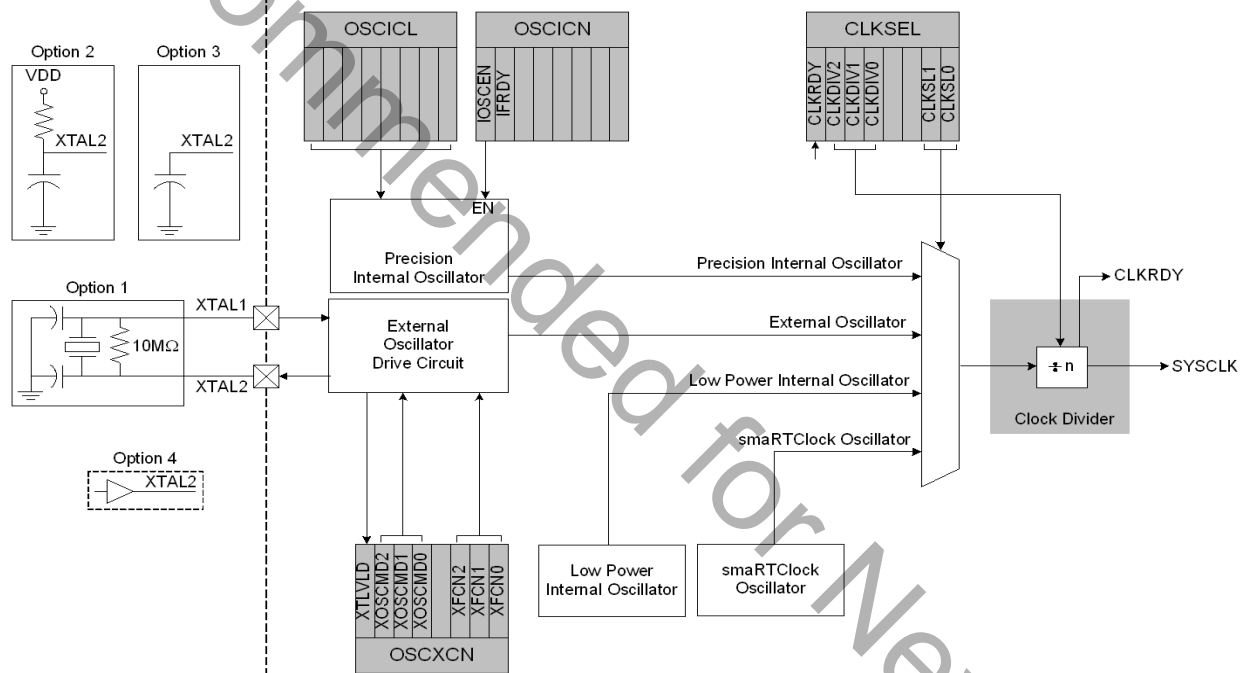 OSCICL
OSCICN
IOSCEN
IFRDY
CLKSEL
CLKRDY
CLKDIV2
CLKDIV1
CLKDIV0
CLKSL1
CLKSL0
Option 2
VDD
XTAL2
Option 3
XTAL2
EN
Precision
Internal Oscillator
Precision Internal Oscillator
CLKRDY
Option 1
XTAL1
10MΩ
XTAL2
External
Oscillator
Drive Circuit
External Oscillator
÷ n
SYSCLK
Clock Divider
Low Power Internal Oscillator
smaRTClock Oscillator
Option 4
XTAL2
XTLVLD
XOSCMD2
XOSCMD1
XOSCMD0
XFCN2
XFCN1
XFCN0
OSCXCN
Low Power
Internal Oscillator
smaRTClock
Oscillator
ommended for New